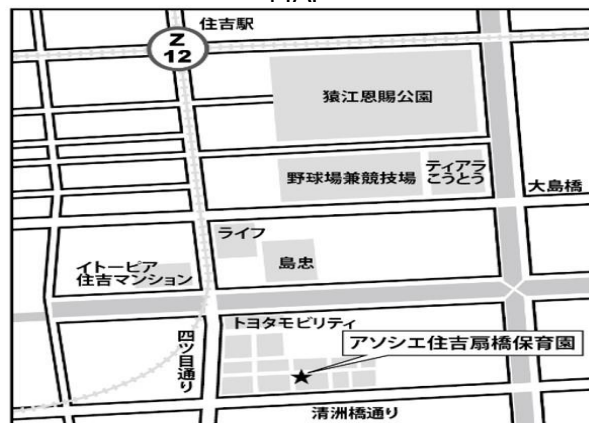 住吉駅
Z
12
猿江恩賜公園
野球場兼競技場
ティアラ
こうとう
大島橋
ライフ
島忠
イトーピア
住吉マンション
トヨタモビリティ
四ツ目通り
アソシエ住吉扇橋保育園
清洲橋通り